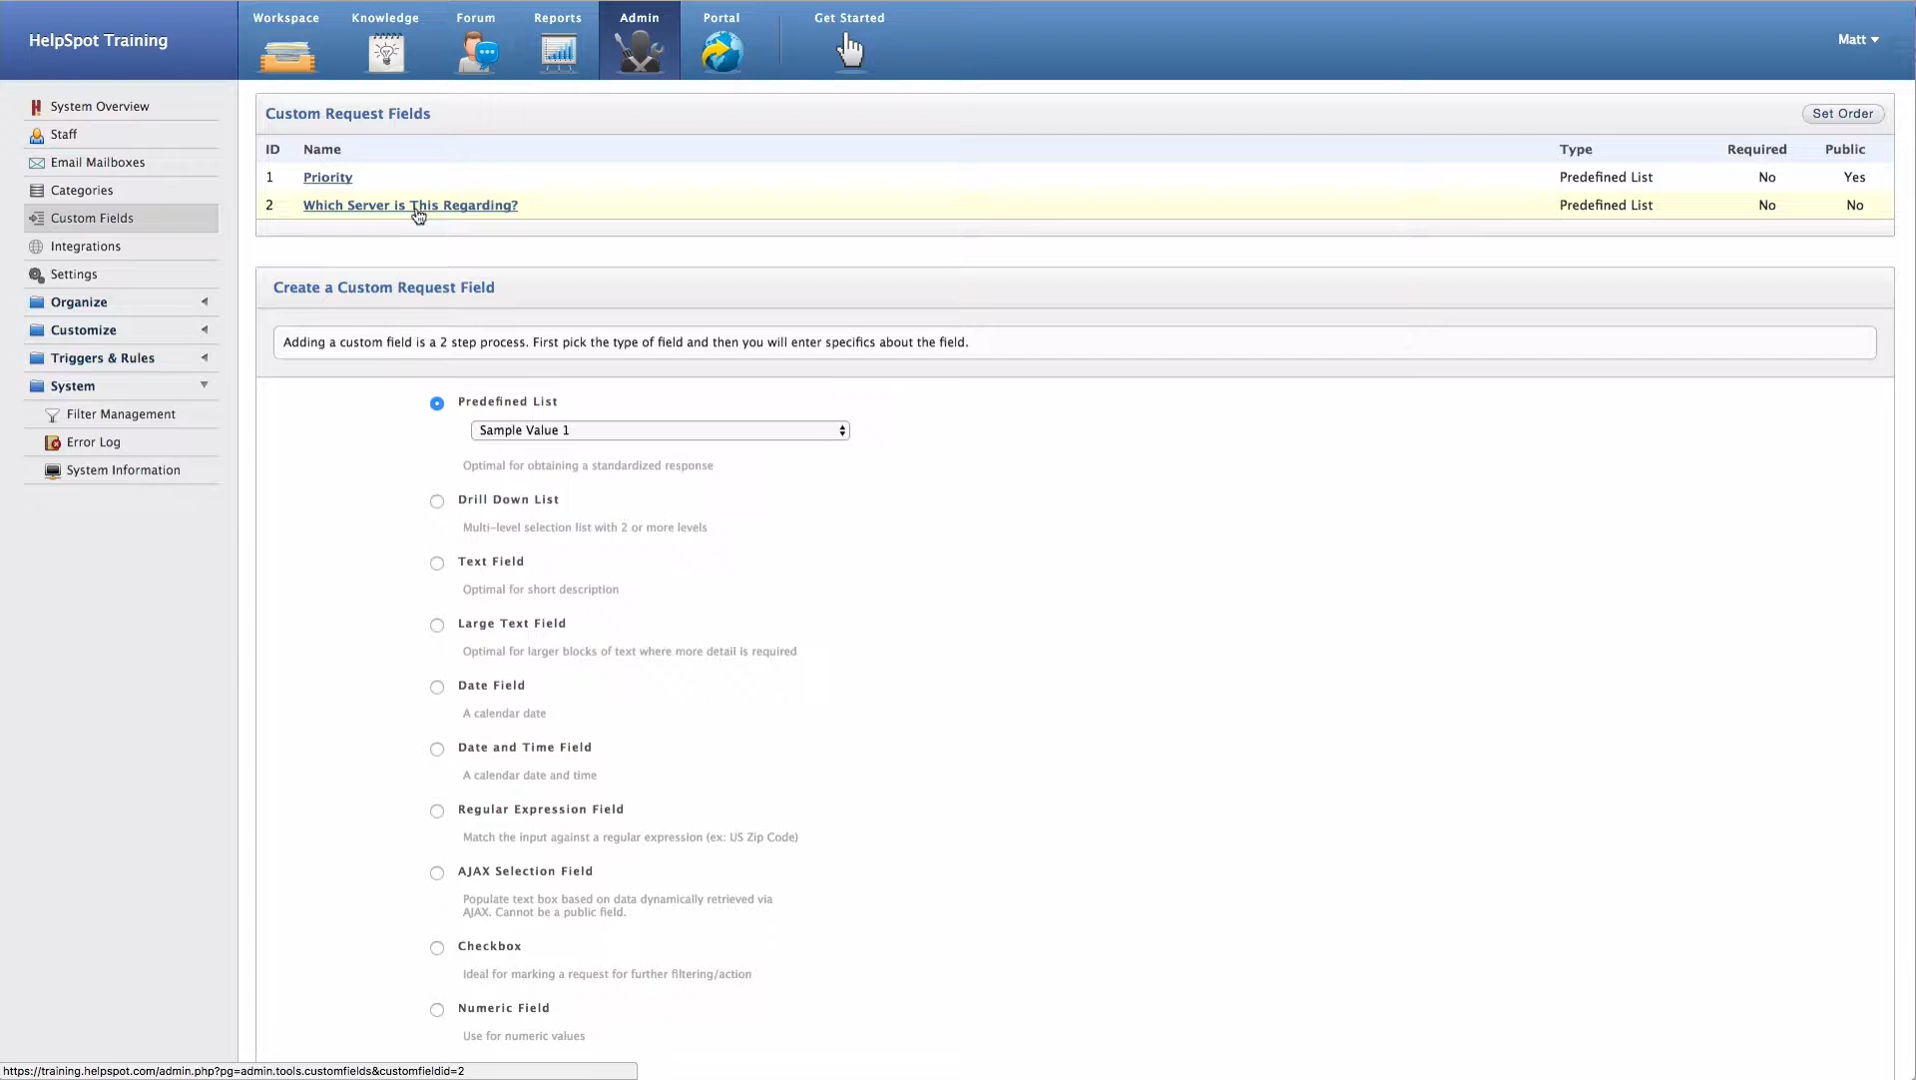 HelpSpot Training
Workspace
Knowledge
Forum
Reports
Admin
Portal
Get Started
Matt
System Overview
Staff
Email Mailboxes
Categories
Custom Fields
Integrations
Settings
Organize
Customize
Triggers & Rules
System
Filter Management
Error Log
System Information
Custom Request Fields
Set Order
ID Name Type Required Public
1 Priority Predefined List No Yes
2 Which Server is This Regarding? Predefined List No No
Create a Custom Request Field
Adding a custom field is a 2 step process. First pick the type of field and then you will enter specifics about the field.
Predefined List
Sample Value 1
Optimal for obtaining a standardized response
Drill Down List
Multi-level selection list with 2 or more levels
Text Field
Optimal for short description
Large Text Field
Optimal for larger blocks of text where more detail is required
Date Field
A calendar date
Date and Time Field
A calendar date and time
Regular Expression Field
Match the input against a regular expression (ex: US Zip Code)
AJAX Selection Field
Populate text box based on data dynamically retrieved via
AJAX. Cannot be a public field.
Checkbox
Ideal for marking a request for further filtering/action
Numeric Field
Use for numeric values
https://training.helpspot.com/admin.php?pg=admin.tools.customfields&customfieldid=2